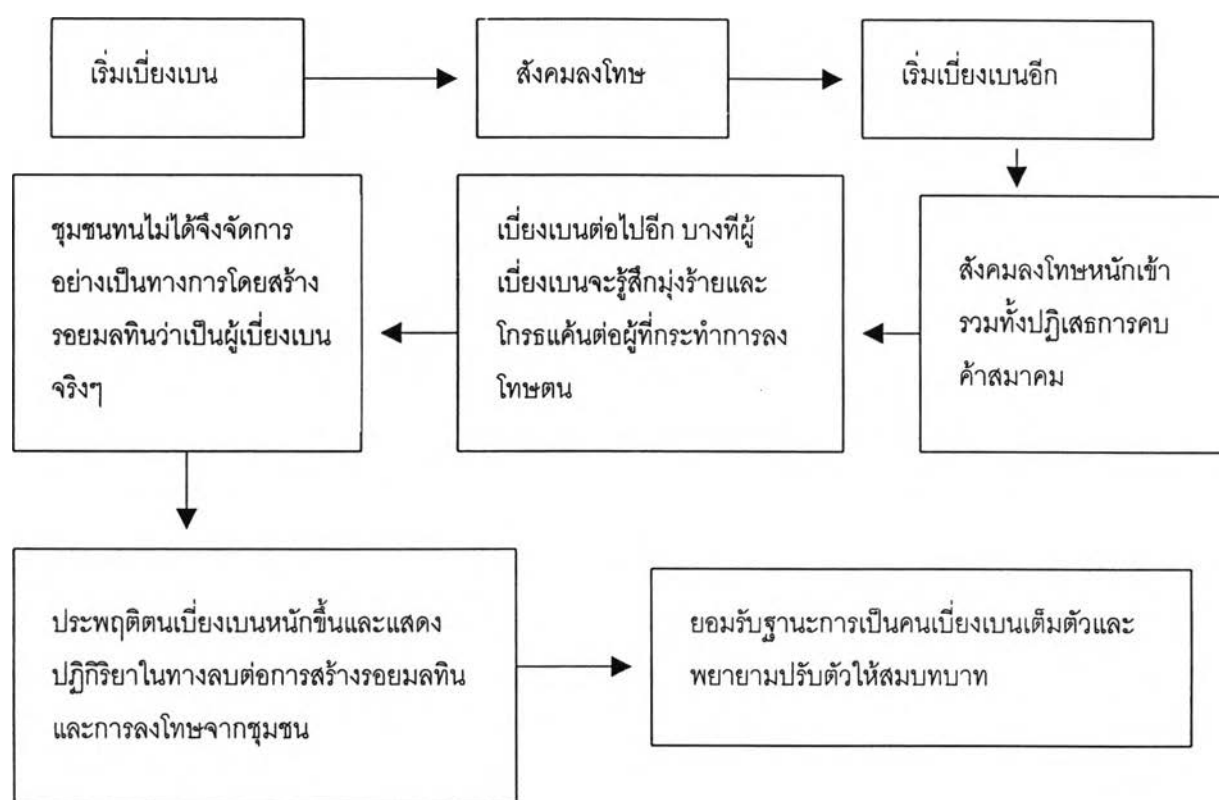 เริ่มเบี่ยงเบน
สังคมลงโทษ
เริ่มเบี่ยงเบนอีก
สังคมลงโทษหนักเข้า
รวมทั้งปฏิเสธการคบ
ค้าสมาคม
เบี่ยงเบนต่อไปอีก บางทีผู้
เบี่ยงเบนจะรู้สึกมุ่งร้ายและ
โกรธแค้นต่อผู้ที่กระทำการลง
โทษตน
ชุมชนทนไม่ได้จึงจัดการ
อย่างเป็นทางการโดยสร้าง
รอยมลทินว่าเป็นผู้เบี่ยงเบน
จริงๆ
ประพฤติตนเบี่ยงเบนหนักขึ้นและแสดง
ปฏิกิริยาในทางลบต่อการสร้างรอยมลทิน
และการลงโทษจากชุมชน
ยอมรับฐานะการเป็นคนเบี่ยงเบนเต็มตัวและ
พยายามปรับตัวให้สมบทบาท